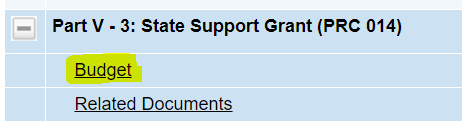 Part V - 3: State Support Grant (PRC 014)
Budget
Related Documents